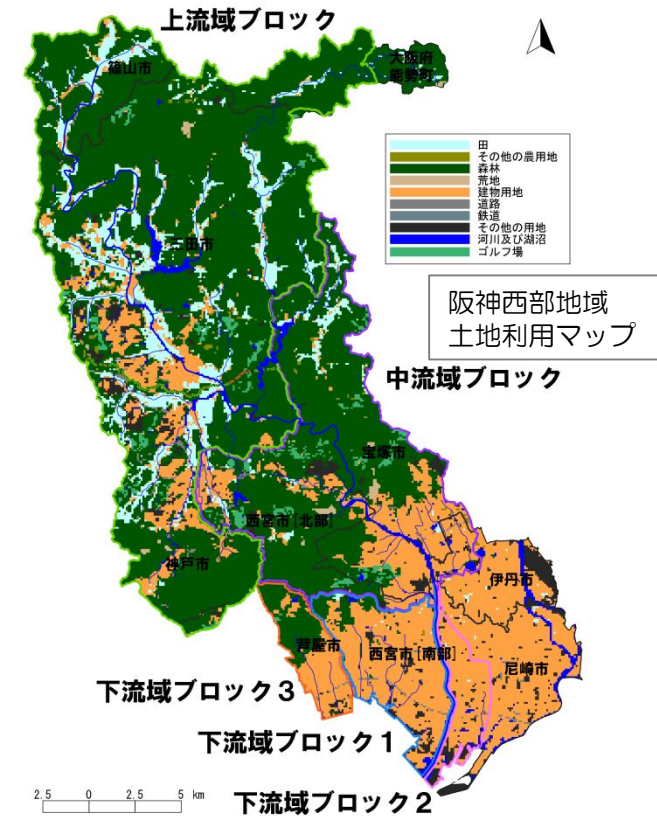 上流域ブロック
大阪府
能勢町
篠山市
田
その他の農用地
森林
荒地
建物用地
道路
鉄道
その他の用地
河川及び湖沼
ゴルフ場
三田市
阪神西部地域
土地利用マップ
中流域ブロック
宝塚市
西宮市[北部]
神戸市
伊丹市
芦屋市
西宮市[南部]
尼崎市
下流域ブロック3
下流域ブロック1
2.5 0 2.5 5 km
下流域ブロック2